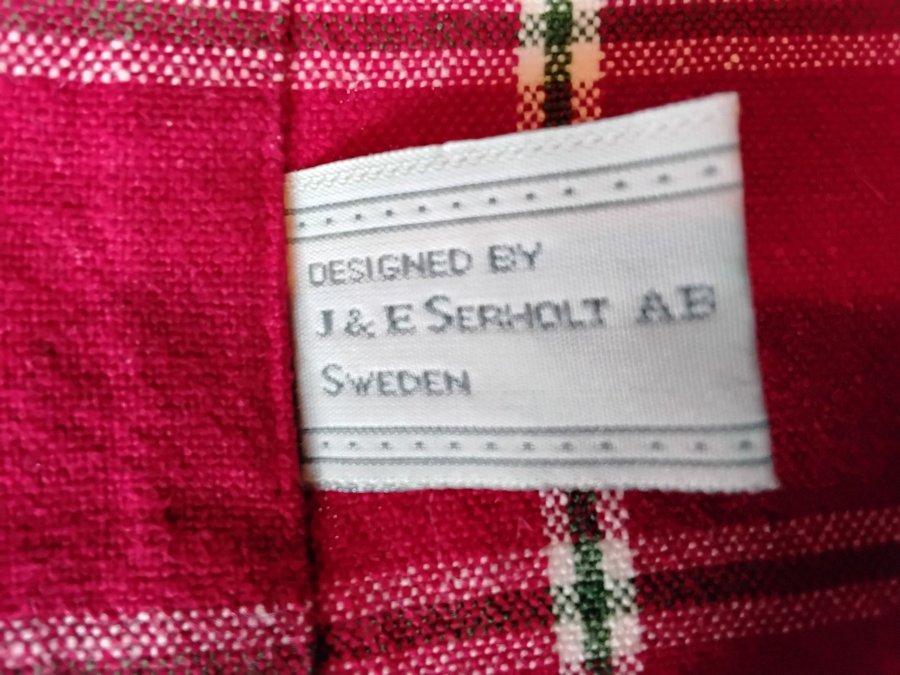 DESIGNED BY
J & E SERHOLT AB
SWEDEN